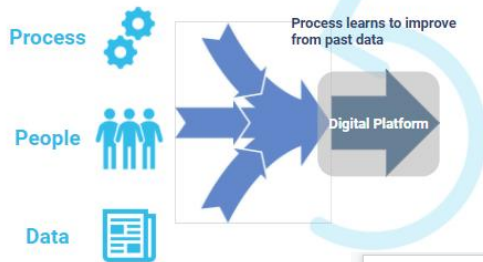 Process
Process learns to improve
from past data
People
Digital Platform
Data